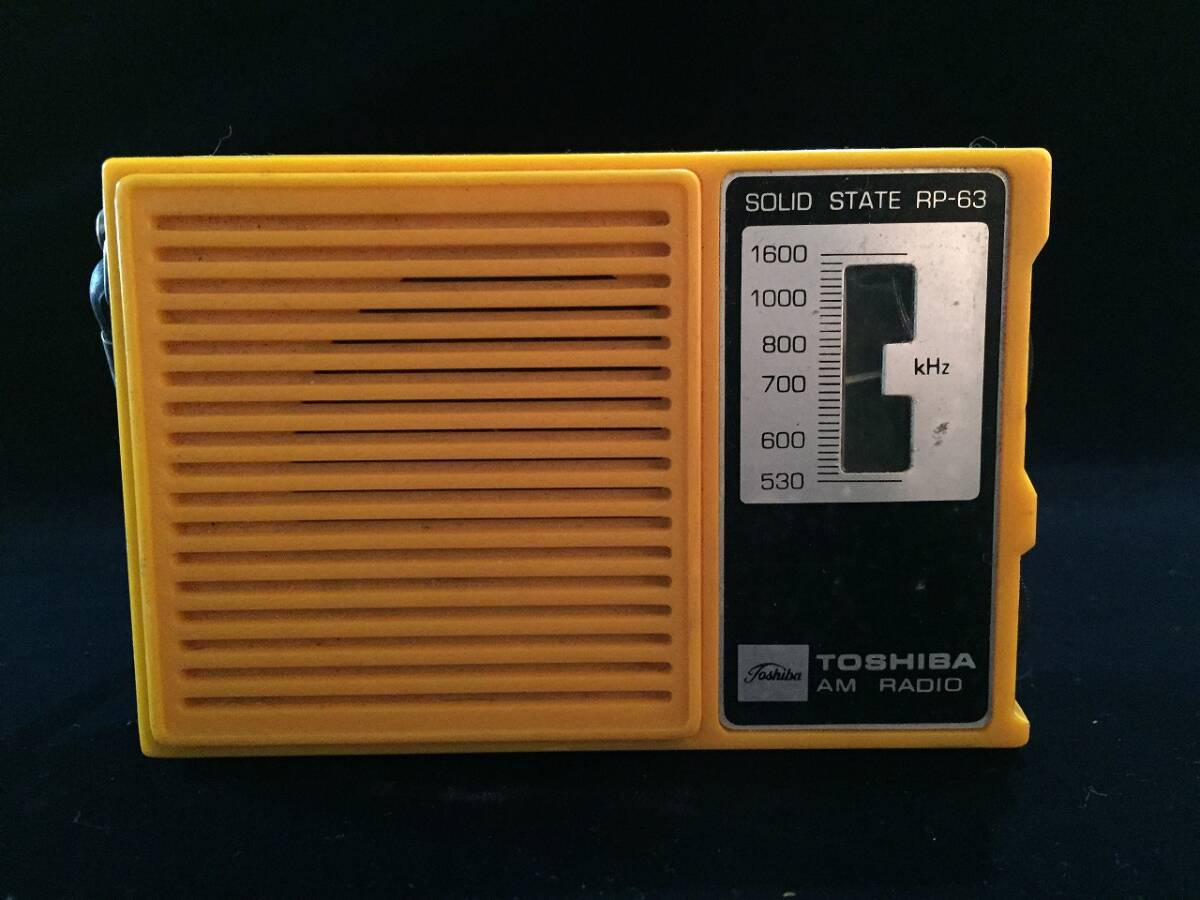 SOLID STATE RP-63
1600
1000
800
kHz
700
600
530
Toshiba
TOSHIBA
AM RADIO